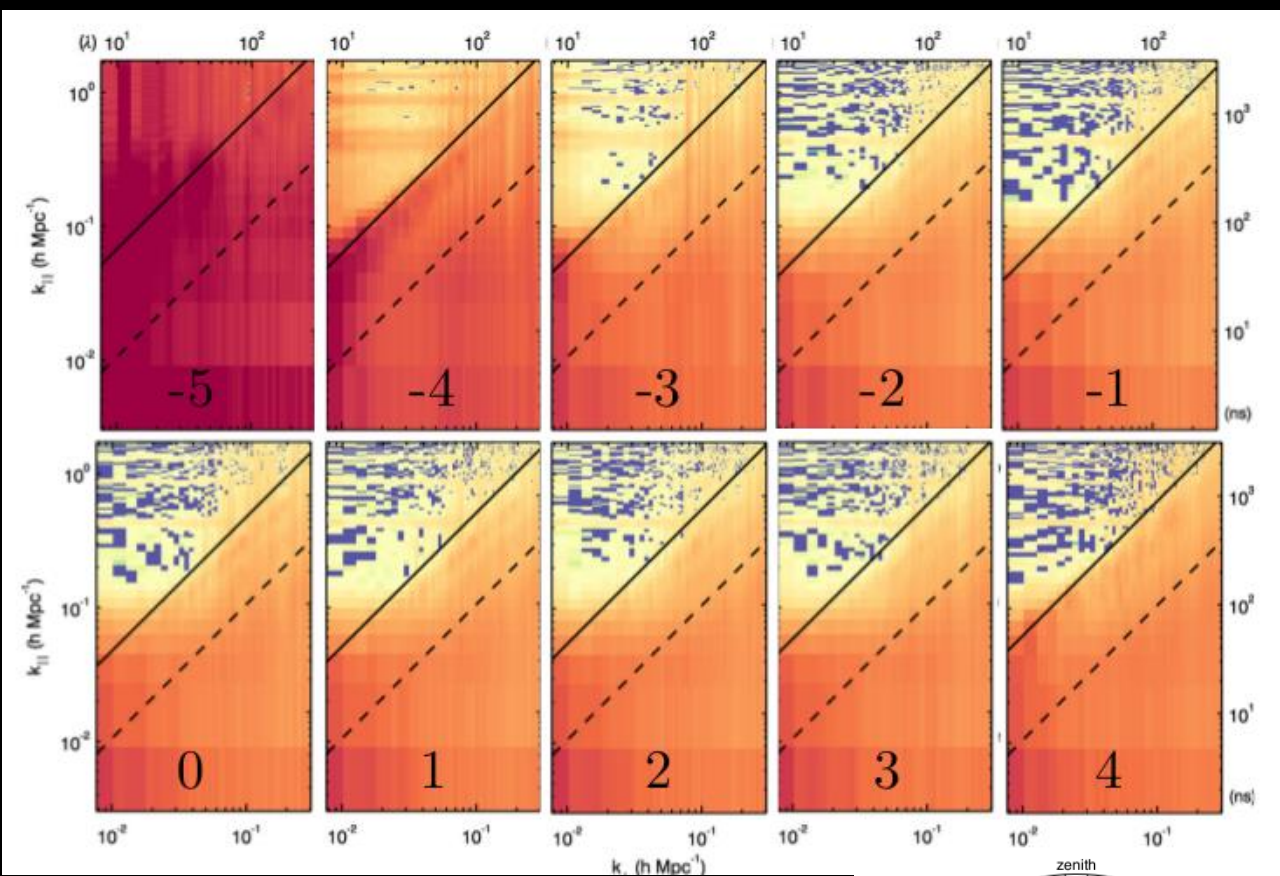 (λ) 10¹ 10² 10¹ 10² 10¹ 10² 10¹ 10² 10¹ 10²
10⁰
10³
k|| (h Mpc⁻¹)
10⁻¹
10²
10¹
10⁻²
-5 -4 -3 -2 -1
(ns)
10⁰
10³
k|| (h Mpc⁻¹)
10⁻¹
10²
10¹
10⁻²
0 1 2 3 4
(ns)
10⁻² 10⁻¹ 10⁻² 10⁻¹ 10⁻² 10⁻¹ 10⁻² 10⁻¹ 10⁻² 10⁻¹
k (h Mpc⁻¹)
zenith